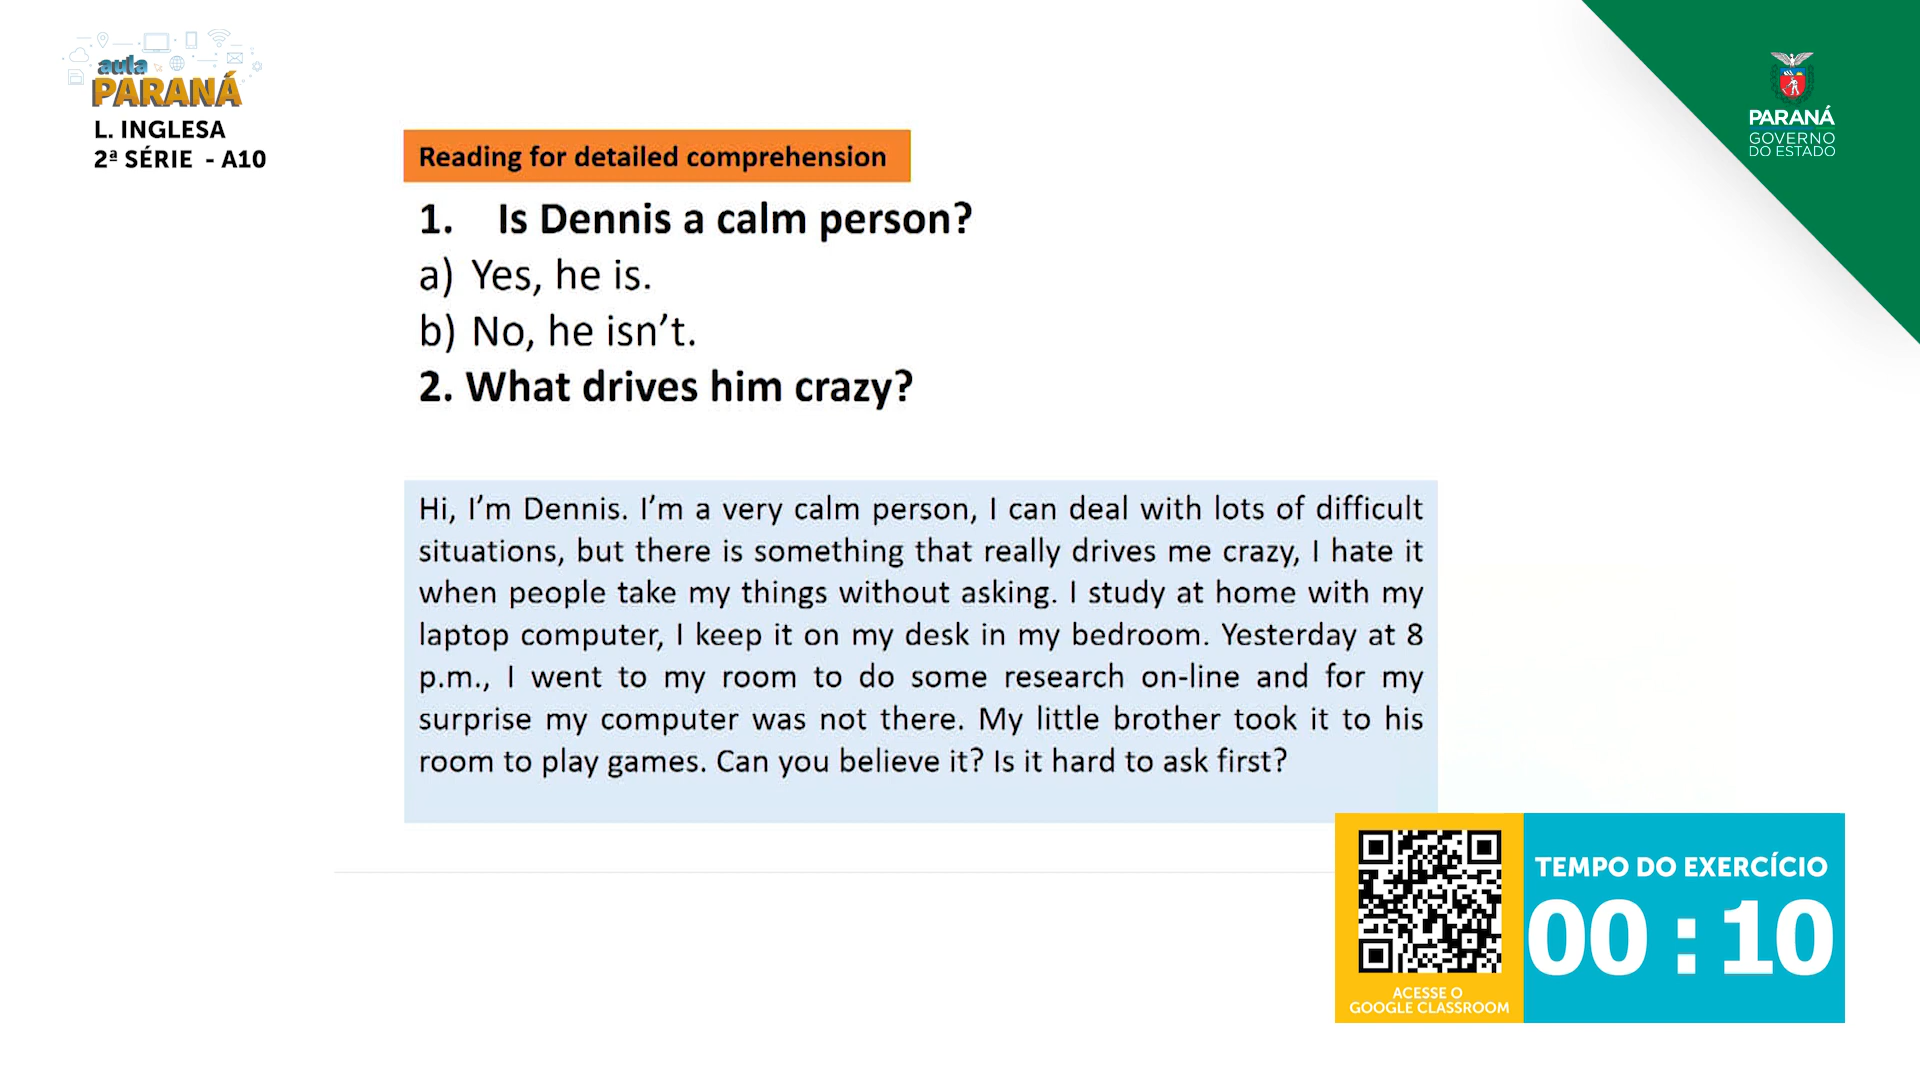 aula
PARANÁ
L. INGLESA
2ª SÉRIE - A10
PARANÁ
GOVERNO
DO ESTADO
Reading for detailed comprehension
1. Is Dennis a calm person?
a) Yes, he is.
b) No, he isn’t.
2. What drives him crazy?
Hi, I’m Dennis. I’m a very calm person, I can deal with lots of difficult
situations, but there is something that really drives me crazy, I hate it
when people take my things without asking. I study at home with my
laptop computer, I keep it on my desk in my bedroom. Yesterday at 8
p.m., I went to my room to do some research on-line and for my
surprise my computer was not there. My little brother took it to his
room to play games. Can you believe it? Is it hard to ask first?
TEMPO DO EXERCÍCIO
00 : 10
ACESSE O
GOOGLE CLASSROOM